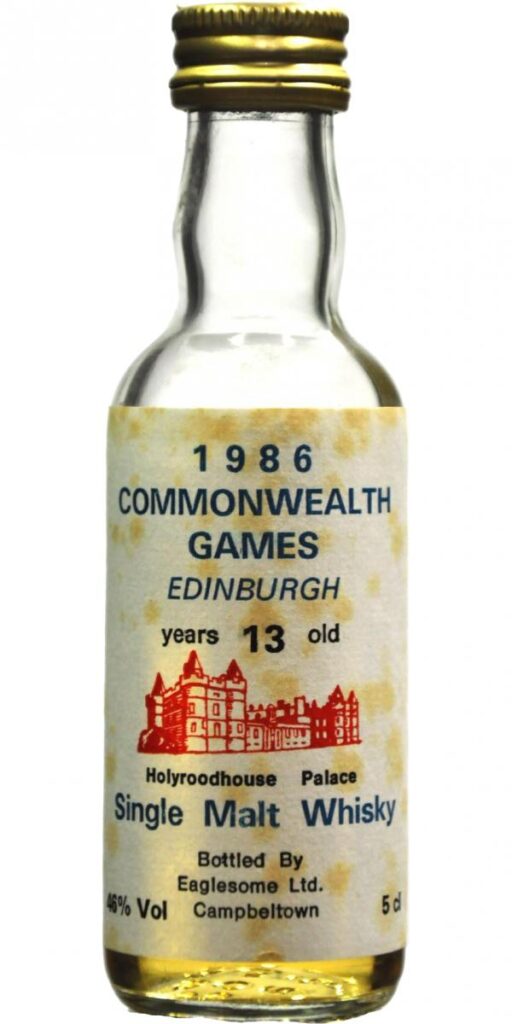 1986
COMMONWEALTH
GAMES
EDINBURGH
years 13 old
Holyroodhouse Palace
Single Malt Whisky
Bottled By
Eaglesome Ltd.
46% Vol Campbeltown 5 cl